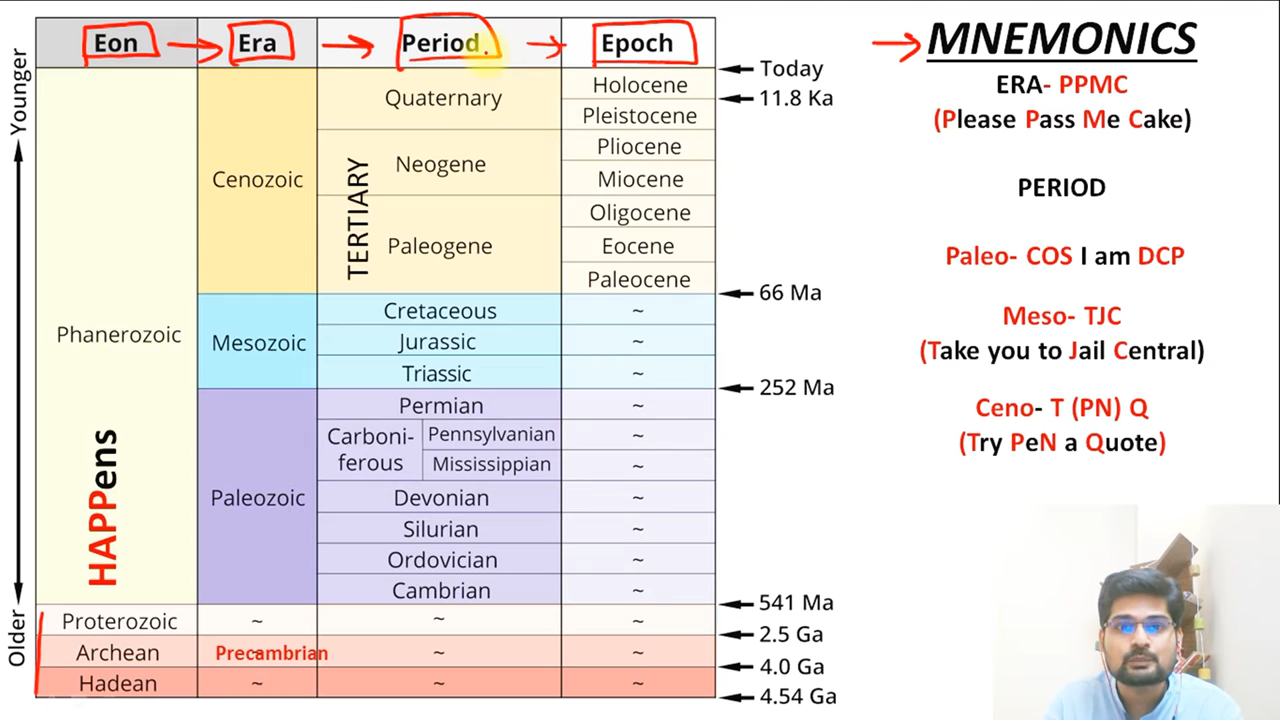 Eon
Era
Period
Epoch
MNEMONICS
Younger
Older
Phanerozoic
HAPPens
Cenozoic
TERTIARY
Quaternary
Holocene
Pleistocene
Neogene
Pliocene
Miocene
Paleogene
Oligocene
Eocene
Paleocene
Mesozoic
Cretaceous
~
Jurassic
~
Triassic
~
Paleozoic
Permian
~
Carboni-
ferous
Pennsylvanian
~
Mississippian
~
Devonian
~
Silurian
~
Ordovician
~
Cambrian
~
Proterozoic
~
~
~
Archean
Precambrian
~
~
~
Hadean
~
~
~
Today
11.8 Ka
66 Ma
252 Ma
541 Ma
2.5 Ga
4.0 Ga
4.54 Ga
ERA- PPMC
(Please Pass Me Cake)
PERIOD
Paleo- COS I am DCP
Meso- TJC
(Take you to Jail Central)
Ceno- T (PN) Q
(Try PeN a Quote)